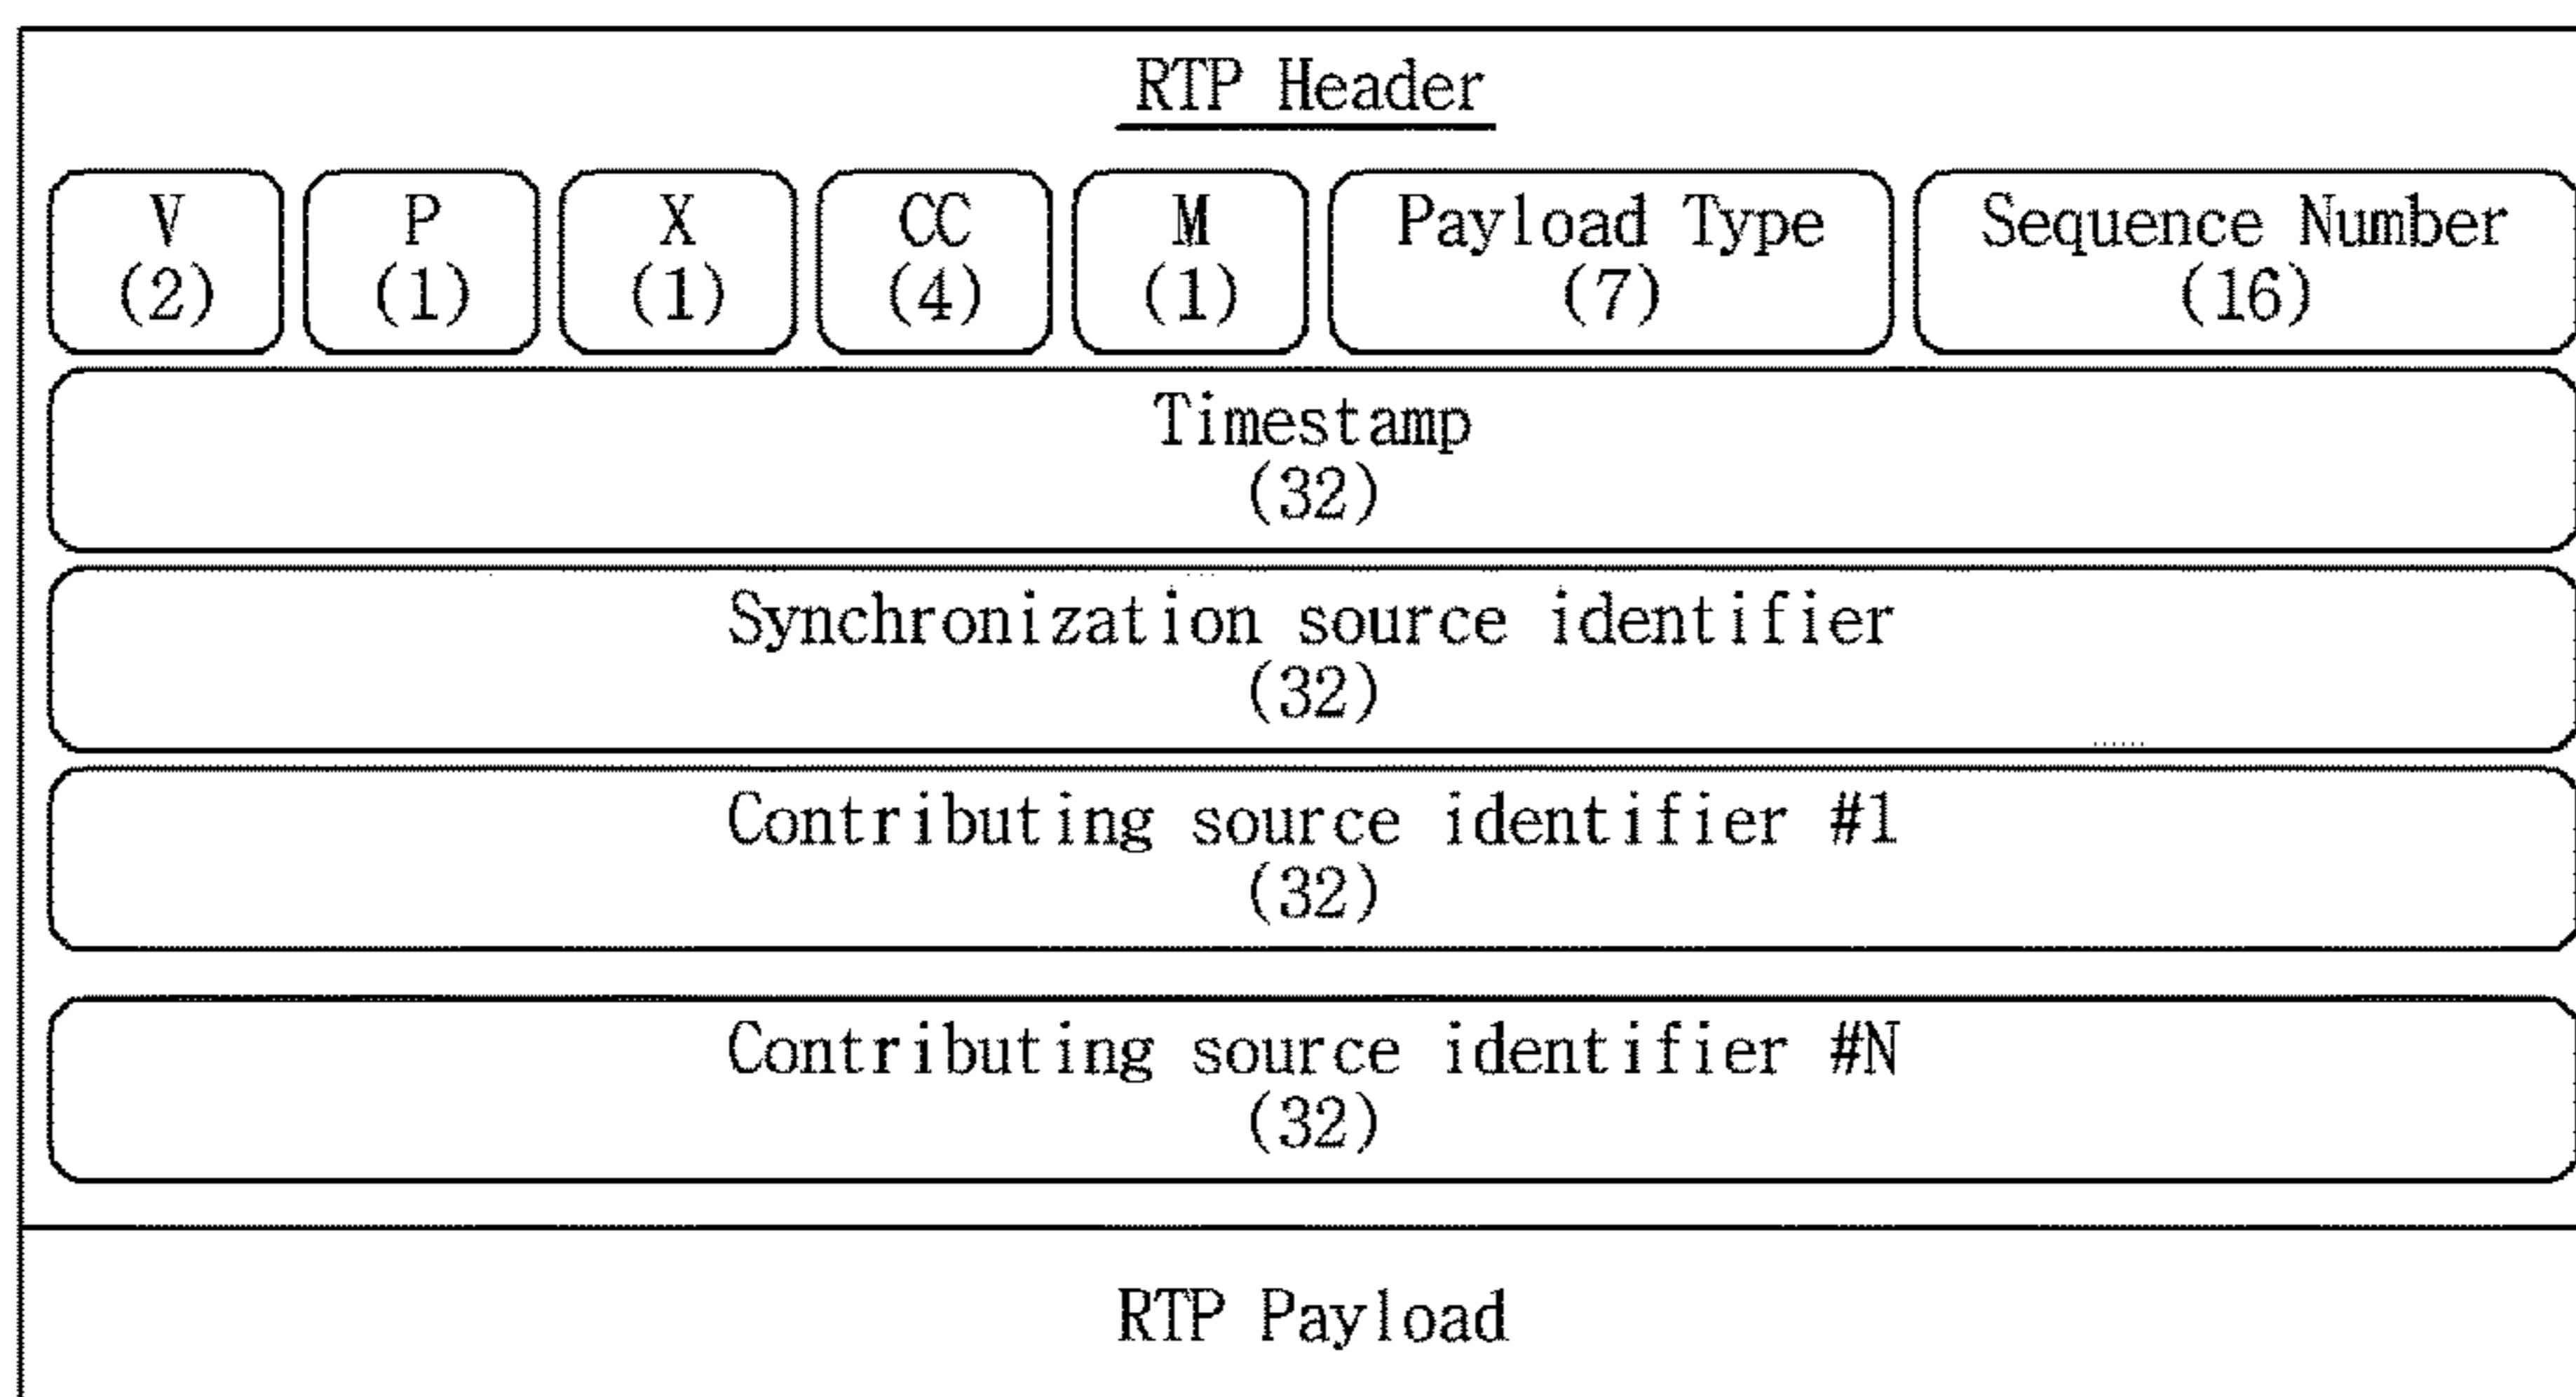 RTP Header
V P X CC M Payload Type Sequence Number
(2) (1) (1) (4) (1) (7) (16)
Timestamp
(32)
Synchronization source identifier
(32)
Contributing source identifier #1
(32)
Contributing source identifier #N
(32)
RTP Payload